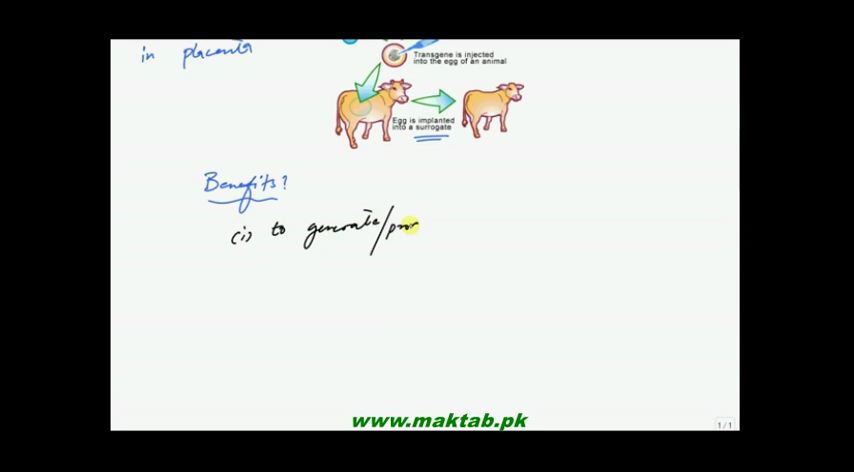 in placenta
Transgene is injected
into the egg of an animal
Egg is implanted
into a surrogate
Benefits?
(i) to generate/pro
www.maktab.pk
1/1